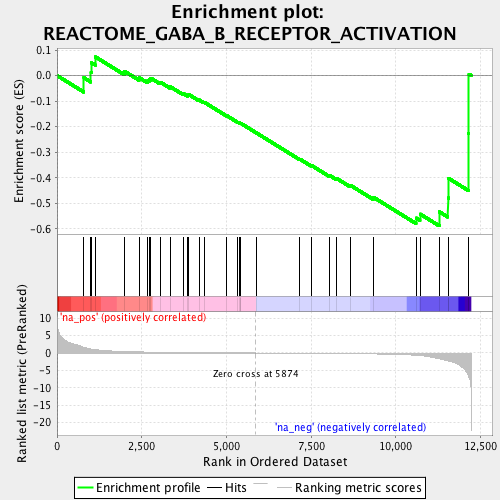 Enrichment plot:
REACTOME_GABA_B_RECEPTOR_ACTIVATION
Enrichment score (ES)
0.1
0.0
-0.1
-0.2
-0.3
-0.4
-0.5
-0.6
'na_pos' (positively correlated)
Ranked list metric (PreRanked)
10
5
0
-5
-10
-15
-20
Zero cross at 5874
'na_neg' (negatively correlated)
0
2,500
5,000
7,500
10,000
12,500
Rank in Ordered Dataset
Enrichment profile
Hits
Ranking metric scores